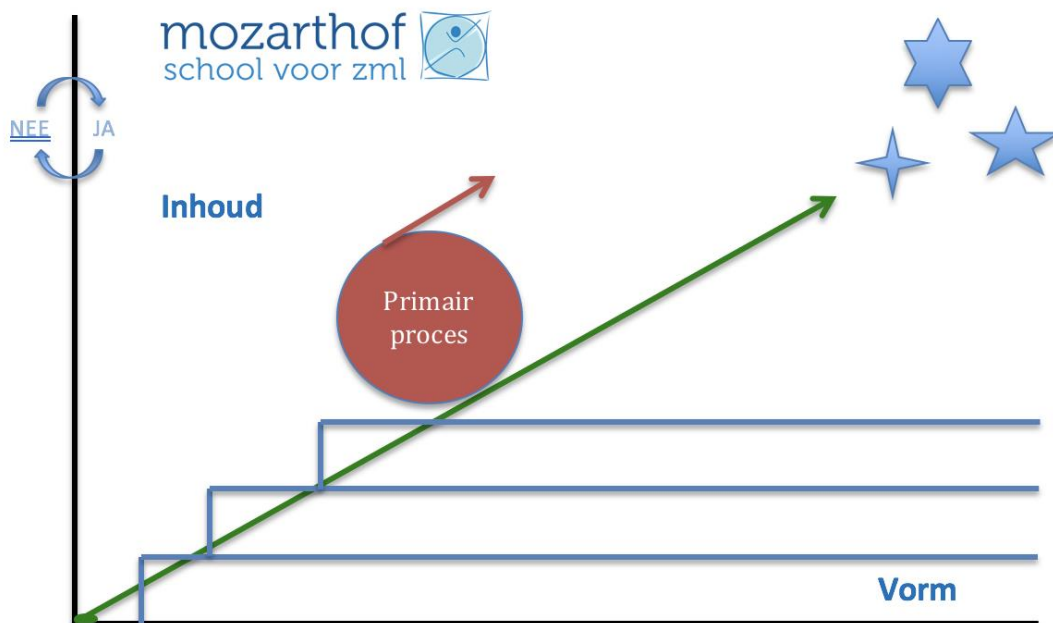 mozarthof
school voor zml
NEE JA
Inhoud
Primair
proces
Vorm